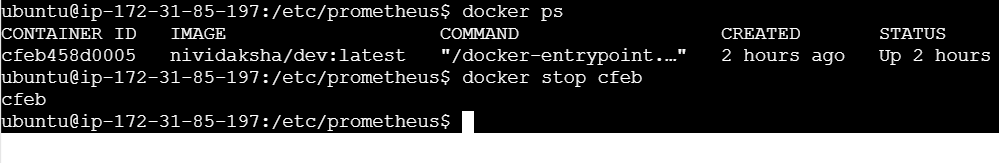 ubuntu@ip-172-31-85-197:/etc/prometheus$ docker ps
CONTAINER ID   IMAGE                   COMMAND                  CREATED       STATUS
cfeb458d0005   nividaksha/dev:latest   "/docker-entrypoint.…"   2 hours ago   Up 2 hours
ubuntu@ip-172-31-85-197:/etc/prometheus$ docker stop cfeb
cfeb
ubuntu@ip-172-31-85-197:/etc/prometheus$